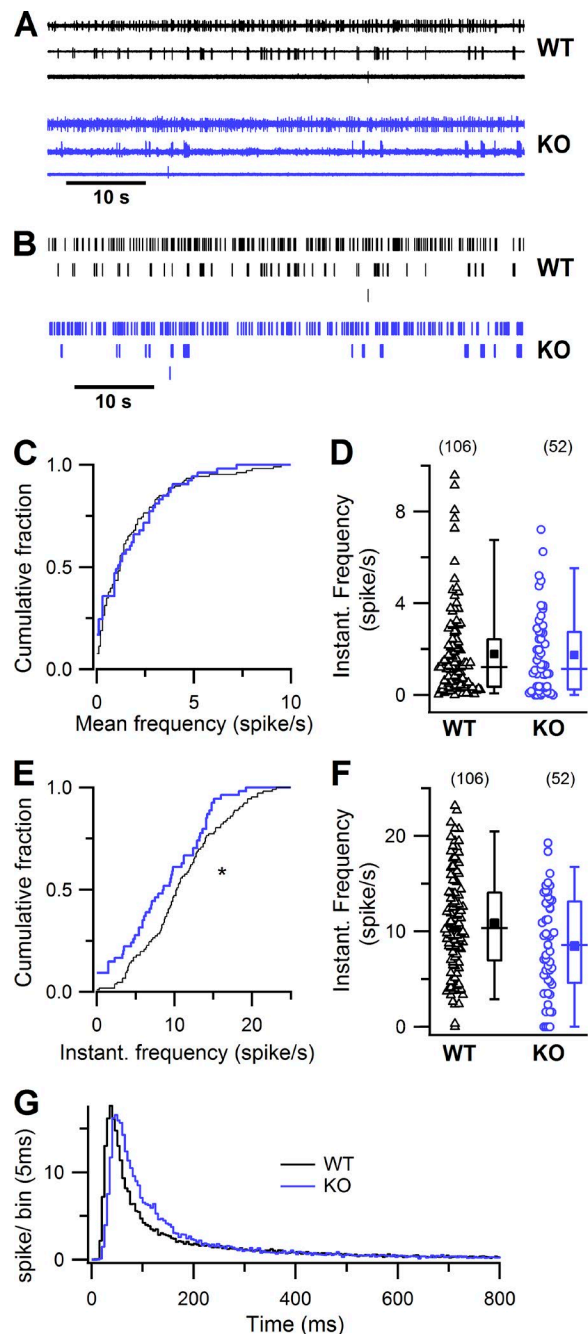 A
WT
KO
10 s
B
WT
KO
10 s
C
1.0
0.5
0.0
Cumulative fraction
0 5 10
Mean frequency (spike/s)
D
(106) (52)
8
4
0
Instant. Frequency
(spike/s)
WT KO
E
1.0
0.5
0.0
Cumulative fraction
*
0 10 20
Instant. frequency (spike/s)
F
(106) (52)
20
10
0
Instant. Frequency
(spike/s)
WT KO
G
10
0
spike/ bin (5ms)
WT
KO
0 200 400 600 800
Time (ms)